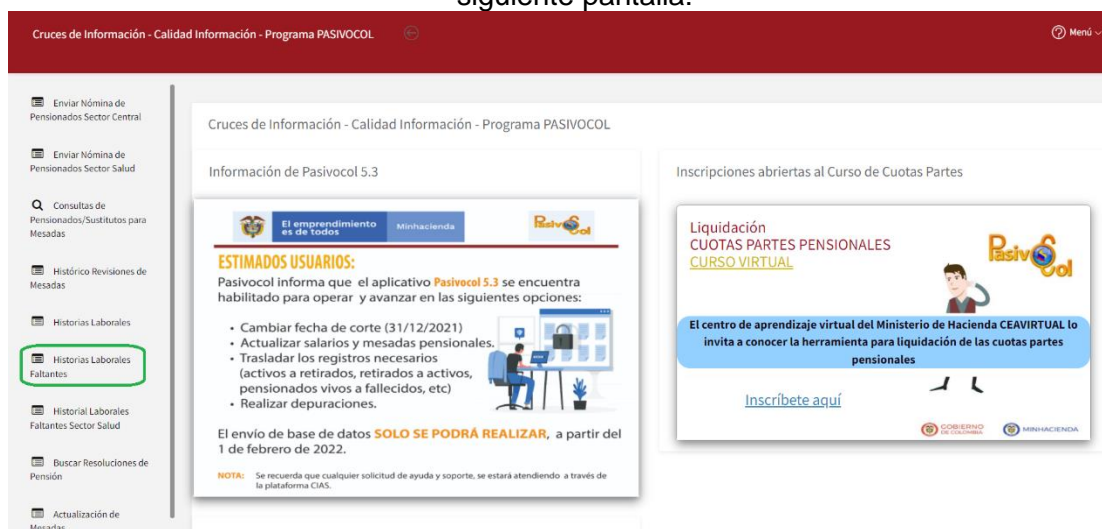 siguiente pantalla:
Cruces de Información - Calidad Información - Programa PASIVOCOL
Menú
Enviar Nómina de
Pensionados Sector Central
Enviar Nómina de
Pensionados Sector Salud
Consultas de
Pensionados/Sustitutos para
Mesadas
Histórico Revisiones de
Mesadas
Historias Laborales
Historias Laborales
Faltantes
Historial Laborales
Faltantes Sector Salud
Buscar Resoluciones de
Pensión
Actualización de
Mesadas
Cruces de Información - Calidad Información - Programa PASIVOCOL
Información de Pasivocol 5.3
El emprendimiento
es de todos
Minhacienda
PasivoCol
ESTIMADOS USUARIOS:
Pasivocol informa que el aplicativo Pasivocol 5.3 se encuentra
habilitado para operar y avanzar en las siguientes opciones:
• Cambiar fecha de corte (31/12/2021)
• Actualizar salarios y mesadas pensionales.
• Trasladar los registros necesarios
(activos a retirados, retirados a activos,
pensionados vivos a fallecidos, etc)
• Realizar depuraciones.
El envío de base de datos SOLO SE PODRÁ REALIZAR, a partir del
1 de febrero de 2022.
NOTA: Se recuerda que cualquier solicitud de ayuda y soporte, se estará atendiendo a través de
la plataforma CIAS.
Inscripciones abiertas al Curso de Cuotas Partes
Liquidación
CUOTAS PARTES PENSIONALES
CURSO VIRTUAL
PasivoCol
El centro de aprendizaje virtual del Ministerio de Hacienda CEAVIRTUAL lo
invita a conocer la herramienta para liquidación de las cuotas partes
pensionales
Inscríbete aquí
GOBIERNO
DE COLOMBIA
MINHACIENDA